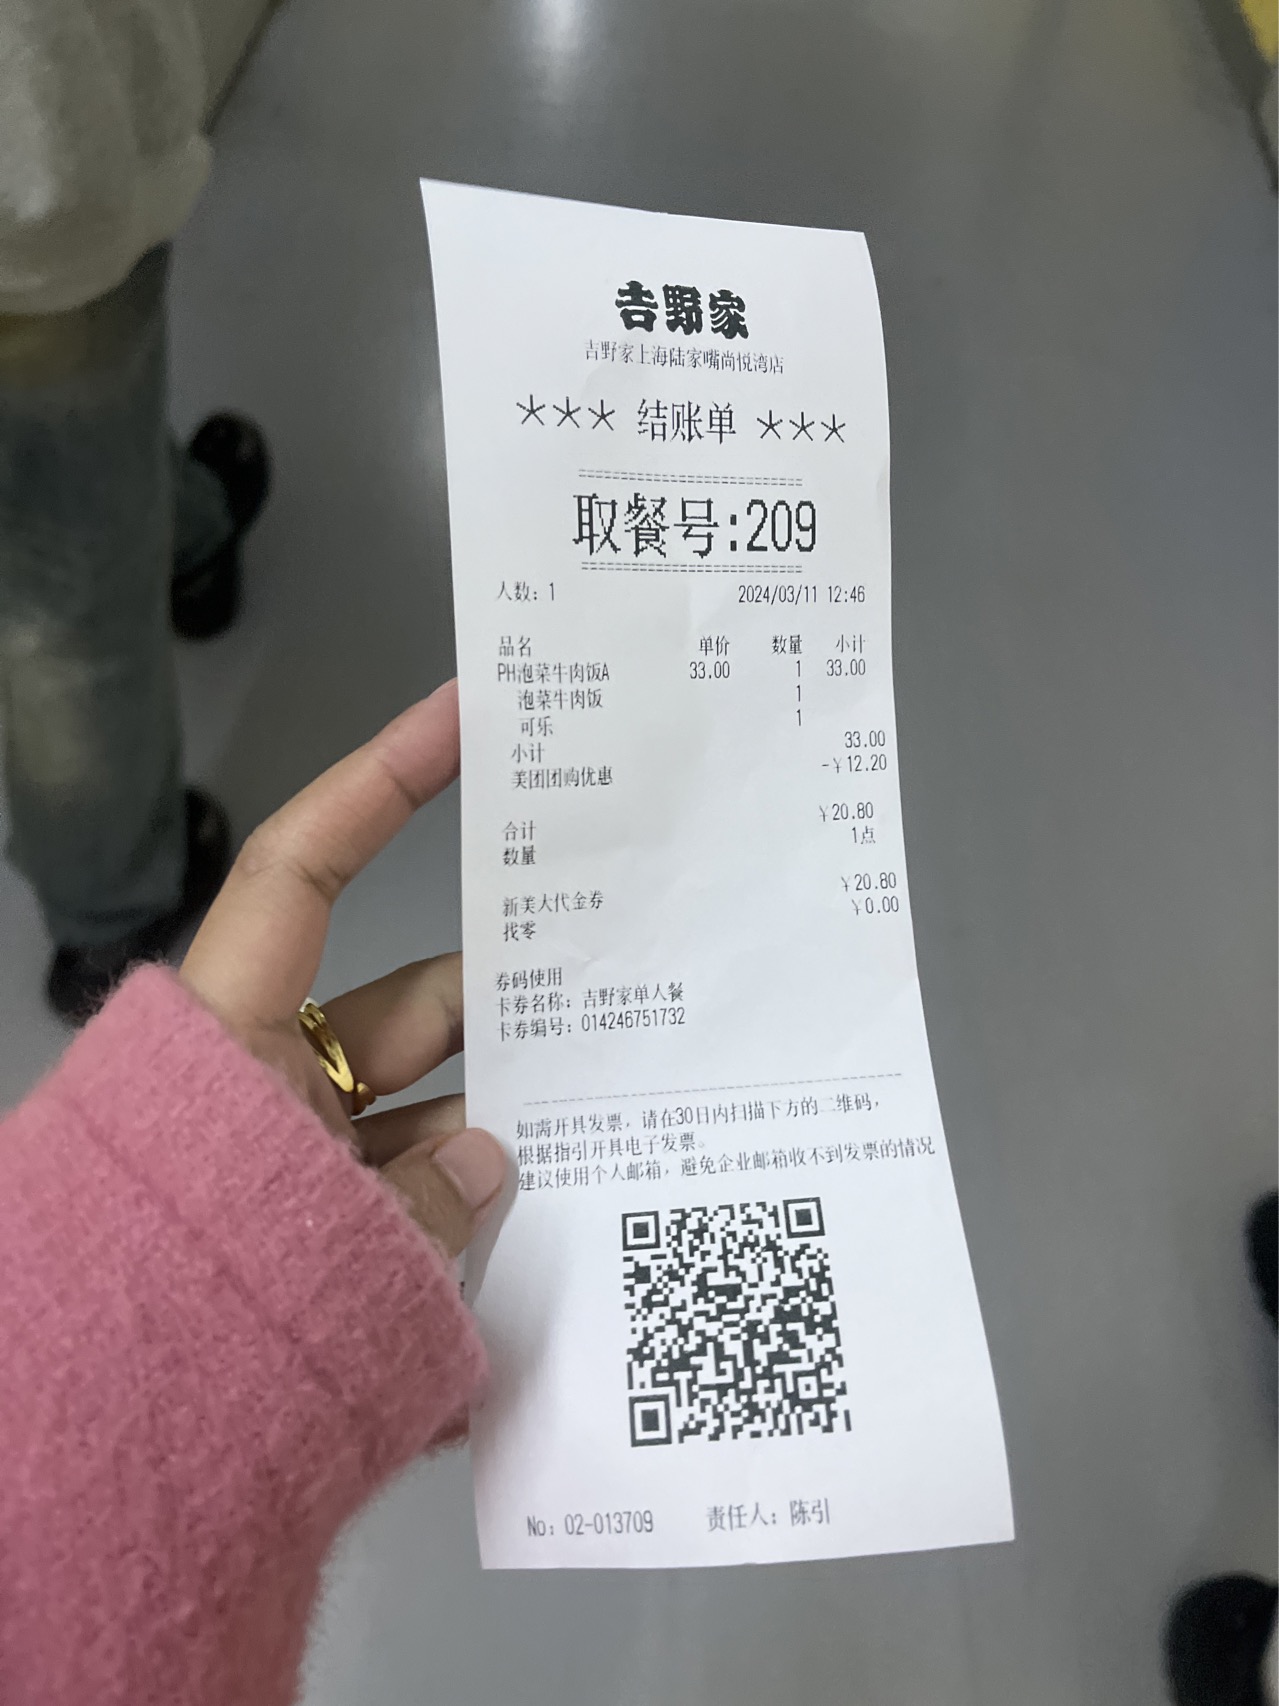 吉野家
吉野家上海陆家嘴尚悦湾店
*** 结账单 ***
取餐号:209
人数: 1 2024/03/11 12:46
品名 单价 数量 小计
PH泡菜牛肉饭A 33.00 1 33.00
泡菜牛肉饭 1
可乐 1
小计 33.00
美团团购优惠 -¥12.20
合计 ¥20.80
数量 1点
新美大代金券 ¥20.80
找零 ¥0.00
券码使用
卡券名称: 吉野家单人餐
卡券编号: 014246751732
如需开具发票, 请在30日内扫描下方的二维码,
根据指引开具电子发票。
建议使用个人邮箱, 避免企业邮箱收不到发票的情况
No: 02-013709 责任人: 陈引